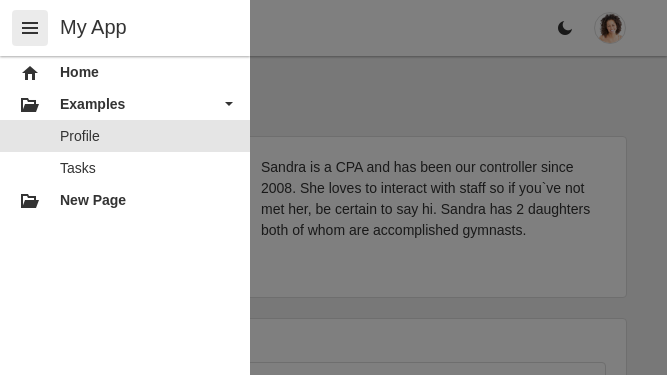 My App
Home
Examples
Profile
Tasks
New Page
Sandra is a CPA and has been our controller since
2008. She loves to interact with staff so if you`ve not
met her, be certain to say hi. Sandra has 2 daughters
both of whom are accomplished gymnasts.